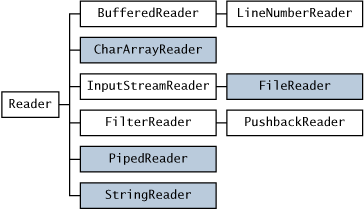 BufferedReader LineNumberReader
CharArrayReader
InputStreamReader FileReader
Reader
FilterReader PushbackReader
PipedReader
StringReader